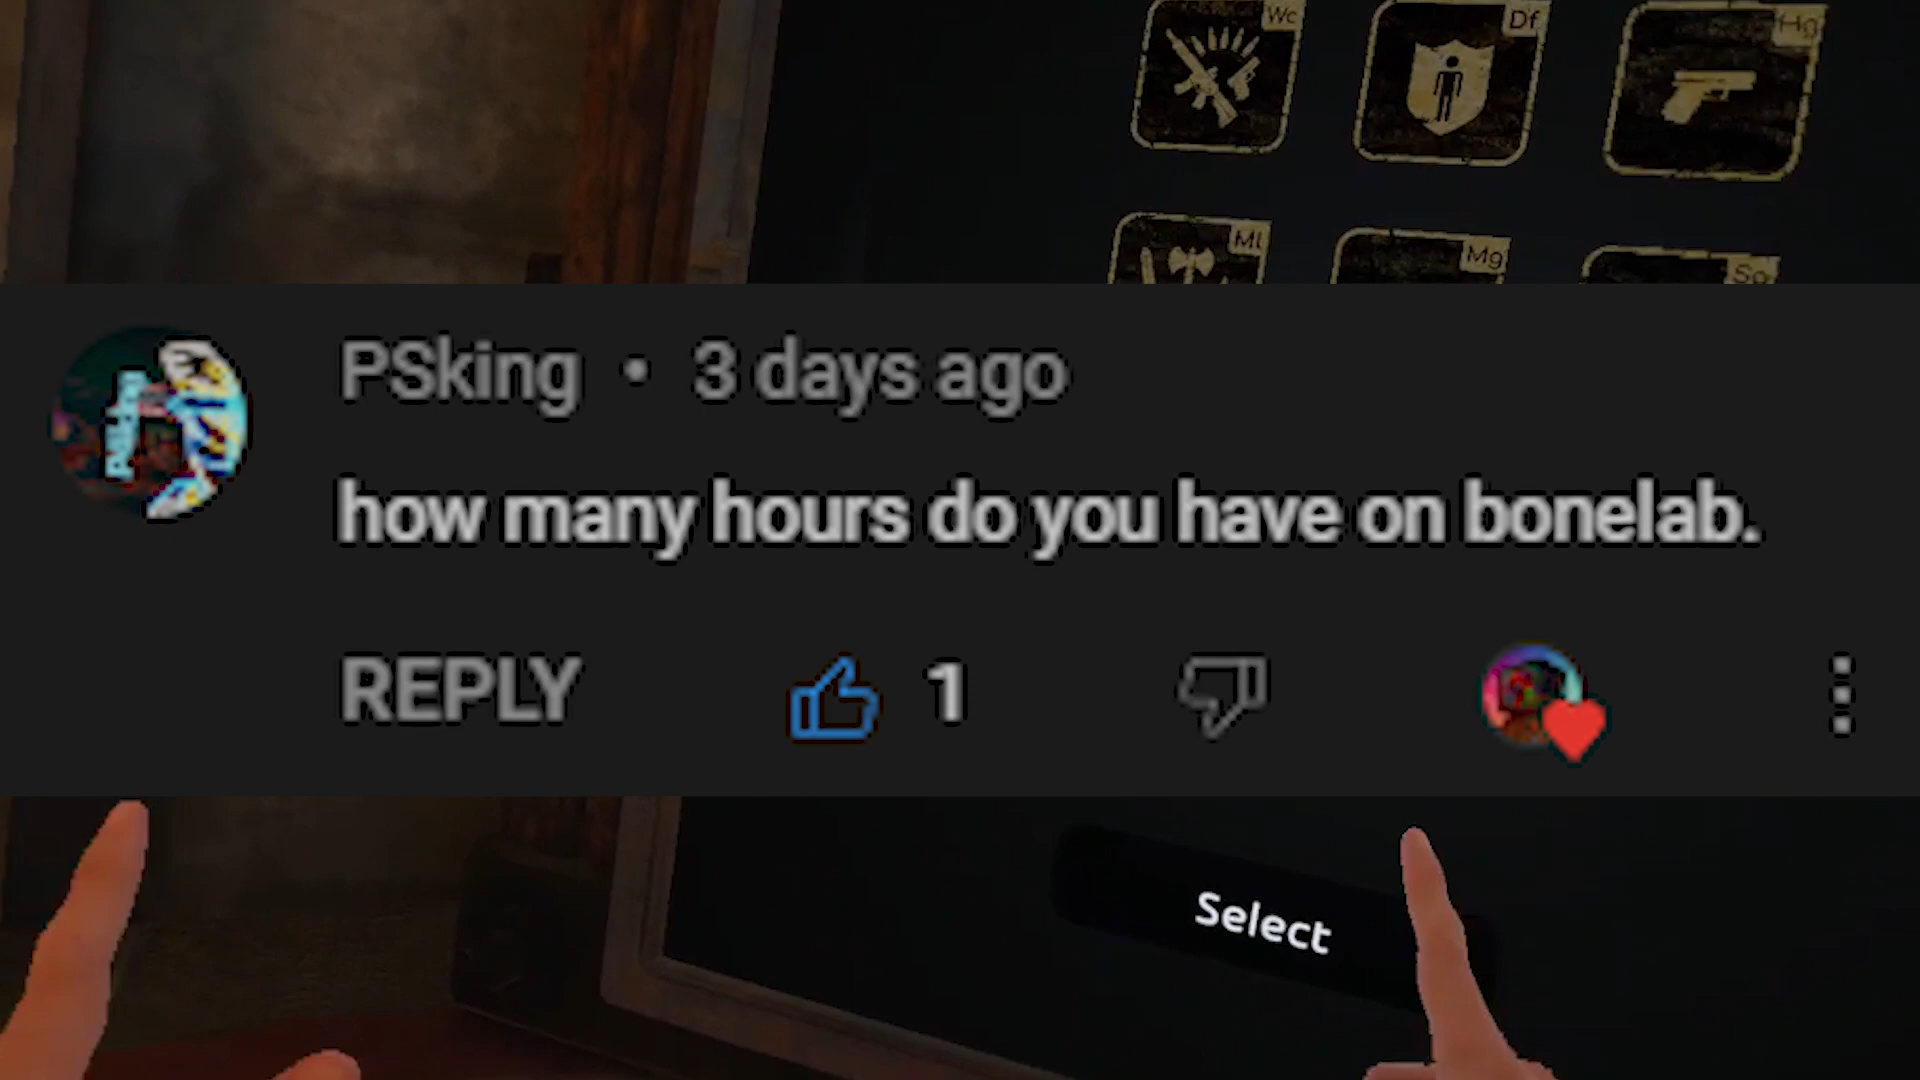 Wc
Df
Hg
Ml
Mg
PSking • 3 days ago
how many hours do you have on bonelab.
REPLY
1
Select
PSking